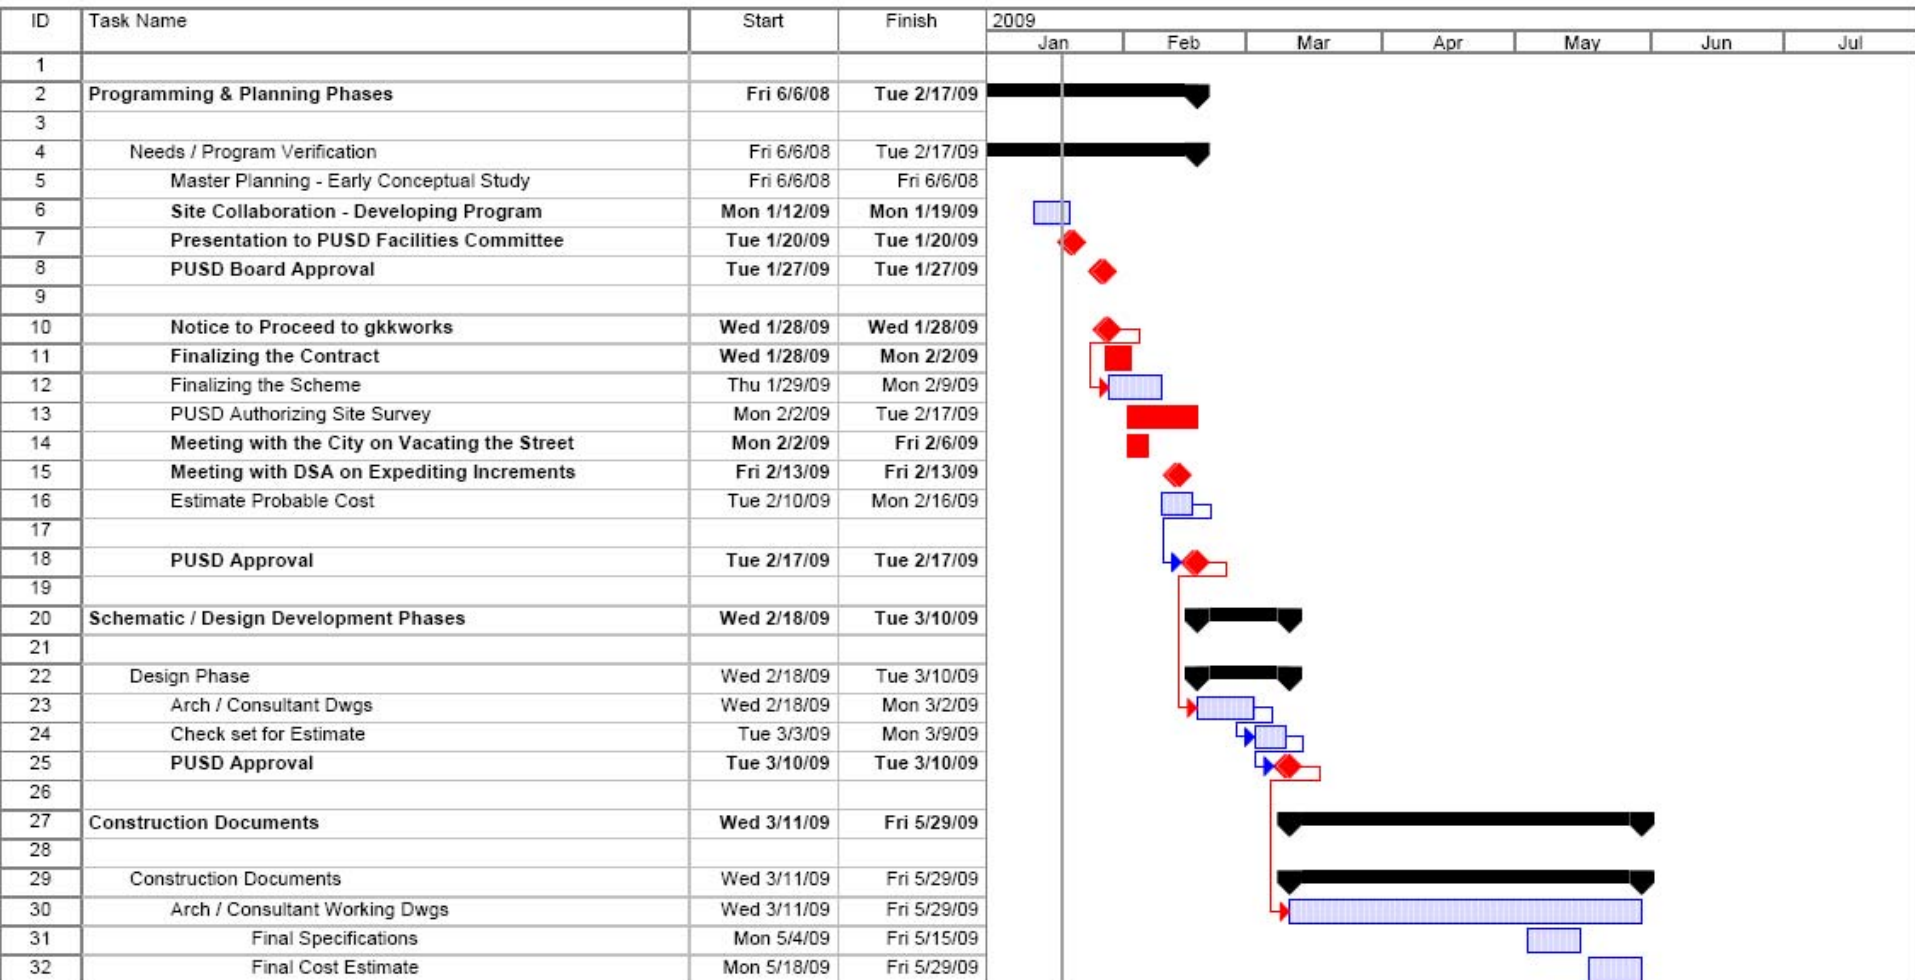 ID Task Name Start Finish 2009
Jan Feb Mar Apr May Jun Jul
1
2 Programming & Planning Phases Fri 6/6/08 Tue 2/17/09
3
4 Needs / Program Verification Fri 6/6/08 Tue 2/17/09
5 Master Planning - Early Conceptual Study Fri 6/6/08 Fri 6/6/08
6 Site Collaboration - Developing Program Mon 1/12/09 Mon 1/19/09
7 Presentation to PUSD Facilities Committee Tue 1/20/09 Tue 1/20/09
8 PUSD Board Approval Tue 1/27/09 Tue 1/27/09
9
10 Notice to Proceed to gkkworks Wed 1/28/09 Wed 1/28/09
11 Finalizing the Contract Wed 1/28/09 Mon 2/2/09
12 Finalizing the Scheme Thu 1/29/09 Mon 2/9/09
13 PUSD Authorizing Site Survey Mon 2/2/09 Tue 2/17/09
14 Meeting with the City on Vacating the Street Mon 2/2/09 Fri 2/6/09
15 Meeting with DSA on Expediting Increments Fri 2/13/09 Fri 2/13/09
16 Estimate Probable Cost Tue 2/10/09 Mon 2/16/09
17
18 PUSD Approval Tue 2/17/09 Tue 2/17/09
19
20 Schematic / Design Development Phases Wed 2/18/09 Tue 3/10/09
21
22 Design Phase Wed 2/18/09 Tue 3/10/09
23 Arch / Consultant Dwgs Wed 2/18/09 Mon 3/2/09
24 Check set for Estimate Tue 3/3/09 Mon 3/9/09
25 PUSD Approval Tue 3/10/09 Tue 3/10/09
26
27 Construction Documents Wed 3/11/09 Fri 5/29/09
28
29 Construction Documents Wed 3/11/09 Fri 5/29/09
30 Arch / Consultant Working Dwgs Wed 3/11/09 Fri 5/29/09
31 Final Specifications Mon 5/4/09 Fri 5/15/09
32 Final Cost Estimate Mon 5/18/09 Fri 5/29/09